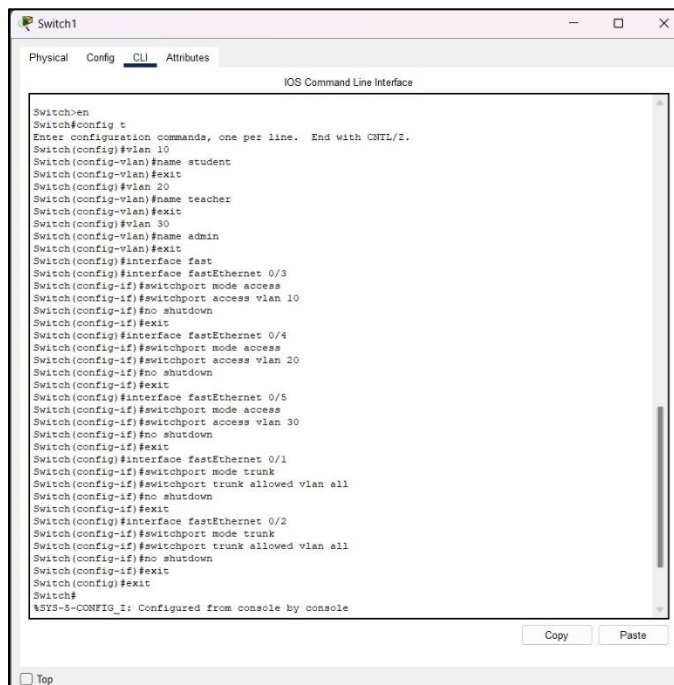 Switch1
Physical Config CLI Attributes
IOS Command Line Interface
Switch>en
Switch#config t
Enter configuration commands, one per line. End with CNTL/Z.
Switch(config)#vlan 10
Switch(config-vlan)#name student
Switch(config-vlan)#exit
Switch(config)#vlan 20
Switch(config-vlan)#name teacher
Switch(config-vlan)#exit
Switch(config)#vlan 30
Switch(config-vlan)#name admin
Switch(config-vlan)#exit
Switch(config)#interface fast
Switch(config)#interface fastEthernet 0/3
Switch(config-if)#switchport mode access
Switch(config-if)#switchport access vlan 10
Switch(config-if)#no shutdown
Switch(config-if)#exit
Switch(config)#interface fastEthernet 0/4
Switch(config-if)#switchport mode access
Switch(config-if)#switchport access vlan 20
Switch(config-if)#no shutdown
Switch(config-if)#exit
Switch(config)#interface fastEthernet 0/5
Switch(config-if)#switchport mode access
Switch(config-if)#switchport access vlan 30
Switch(config-if)#no shutdown
Switch(config-if)#exit
Switch(config)#interface fastEthernet 0/1
Switch(config-if)#switchport mode trunk
Switch(config-if)#switchport trunk allowed vlan all
Switch(config-if)#no shutdown
Switch(config-if)#exit
Switch(config)#interface fastEthernet 0/2
Switch(config-if)#switchport mode trunk
Switch(config-if)#switchport trunk allowed vlan all
Switch(config-if)#no shutdown
Switch(config-if)#exit
Switch(config)#exit
Switch#
%SYS-5-CONFIG_I: Configured from console by console
Copy Paste
Top